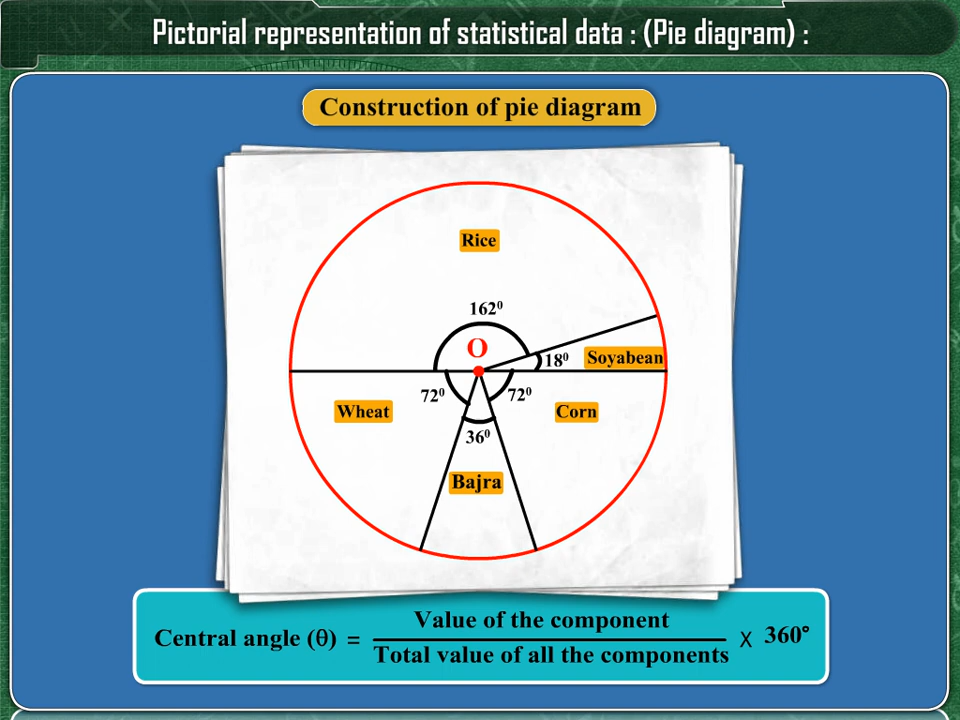 Pictorial representation of statistical data : (Pie diagram) :
Construction of pie diagram
Rice
162⁰
O
18⁰
Soyabean
72⁰
72⁰
Wheat
Corn
36⁰
Bajra
Value of the component
Central angle (θ) = X 360°
Total value of all the components